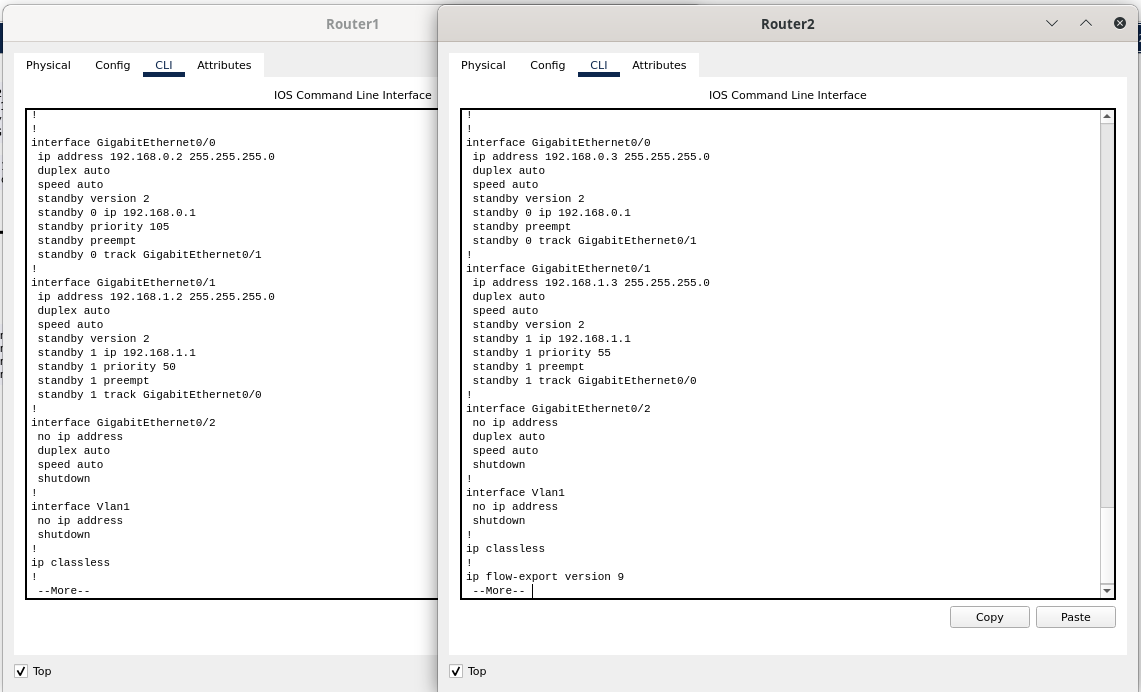 Router1
Physical Config CLI Attributes
IOS Command Line Interface
!
!
interface GigabitEthernet0/0
 ip address 192.168.0.2 255.255.255.0
 duplex auto
 speed auto
 standby version 2
 standby 0 ip 192.168.0.1
 standby priority 105
 standby preempt
 standby 0 track GigabitEthernet0/1
!
interface GigabitEthernet0/1
 ip address 192.168.1.2 255.255.255.0
 duplex auto
 speed auto
 standby version 2
 standby 1 ip 192.168.1.1
 standby 1 priority 50
 standby 1 preempt
 standby 1 track GigabitEthernet0/0
!
interface GigabitEthernet0/2
 no ip address
 duplex auto
 speed auto
 shutdown
!
interface Vlan1
 no ip address
 shutdown
!
ip classless
!
 --More--
Top
Router2
Physical Config CLI Attributes
IOS Command Line Interface
!
!
interface GigabitEthernet0/0
 ip address 192.168.0.3 255.255.255.0
 duplex auto
 speed auto
 standby version 2
 standby 0 ip 192.168.0.1
 standby preempt
 standby 0 track GigabitEthernet0/1
!
interface GigabitEthernet0/1
 ip address 192.168.1.3 255.255.255.0
 duplex auto
 speed auto
 standby version 2
 standby 1 ip 192.168.1.1
 standby 1 priority 55
 standby 1 preempt
 standby 1 track GigabitEthernet0/0
!
interface GigabitEthernet0/2
 no ip address
 duplex auto
 speed auto
 shutdown
!
interface Vlan1
 no ip address
 shutdown
!
ip classless
!
ip flow-export version 9
 --More--
Copy Paste
Top